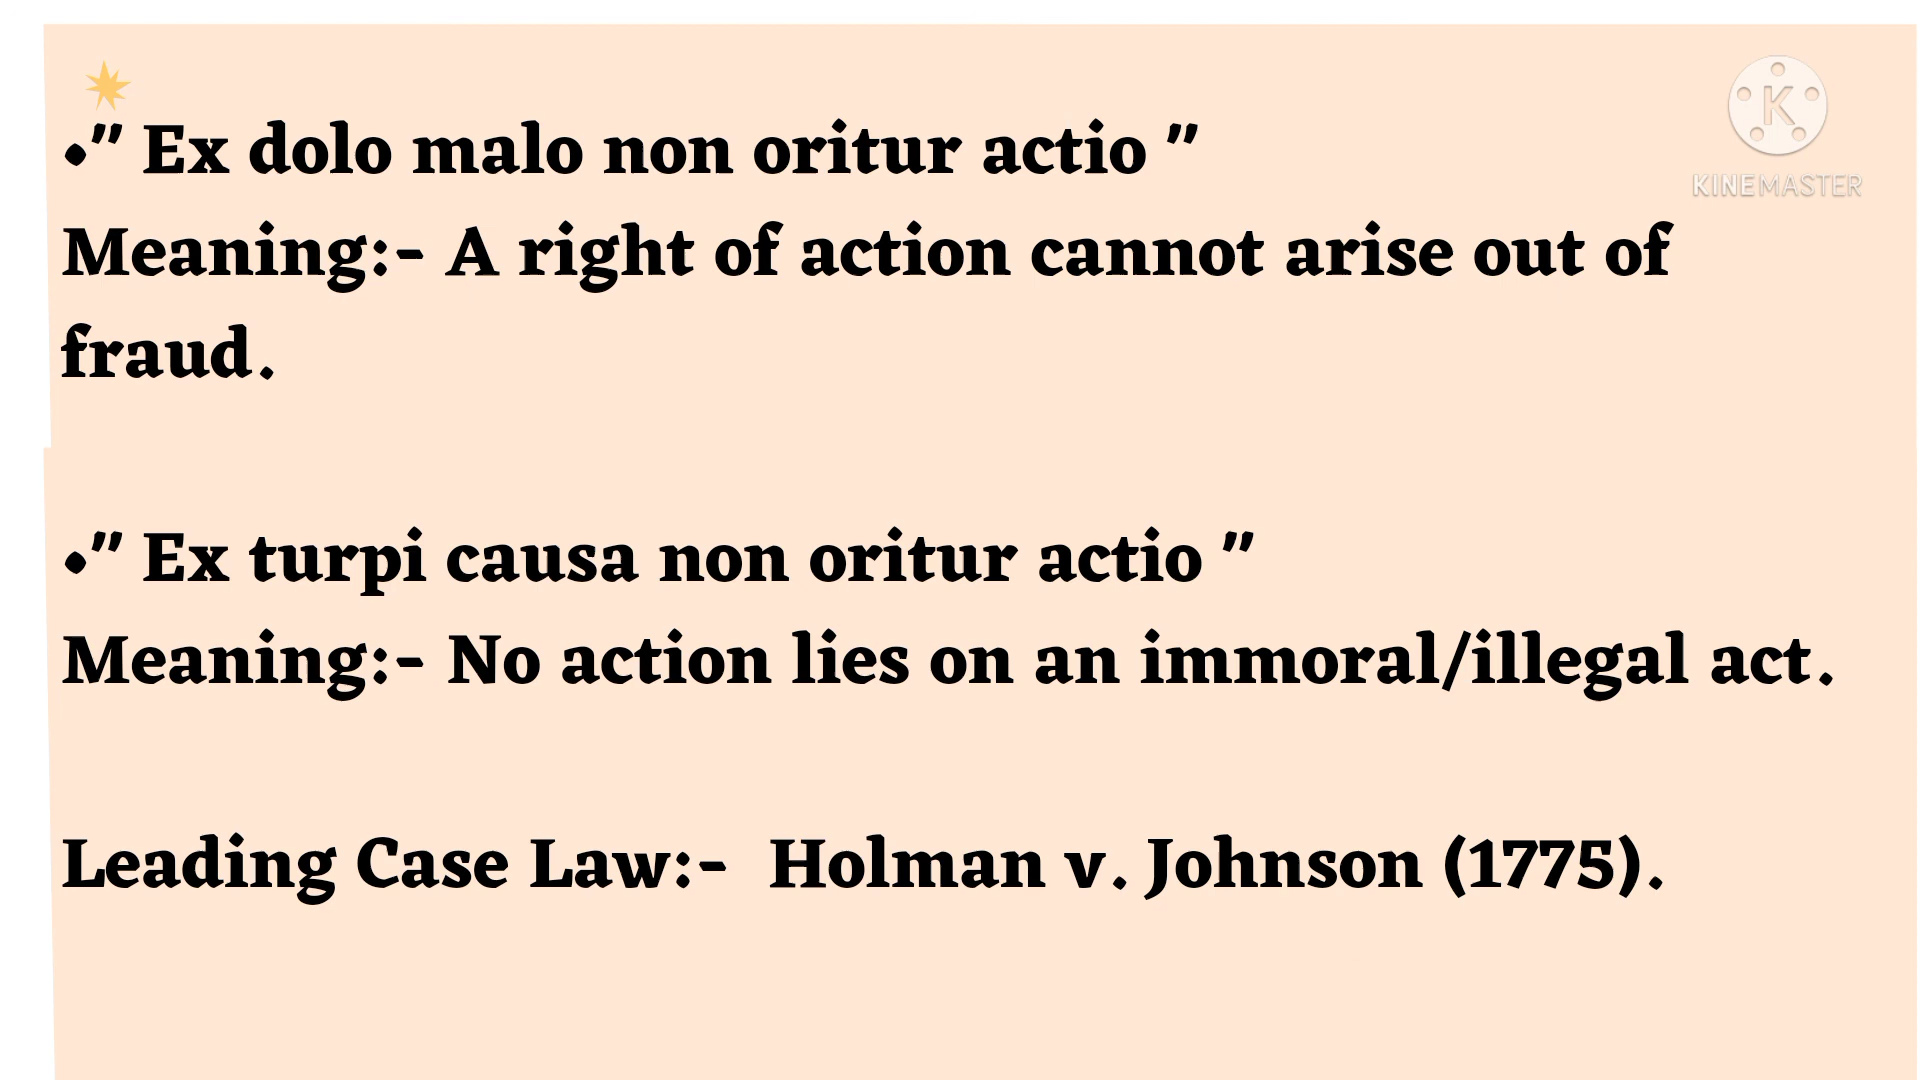 •" Ex dolo malo non oritur actio "
Meaning:- A right of action cannot arise out of
fraud.
•" Ex turpi causa non oritur actio "
Meaning:- No action lies on an immoral/illegal act.
Leading Case Law:- Holman v. Johnson (1775).
K
KINEMASTER